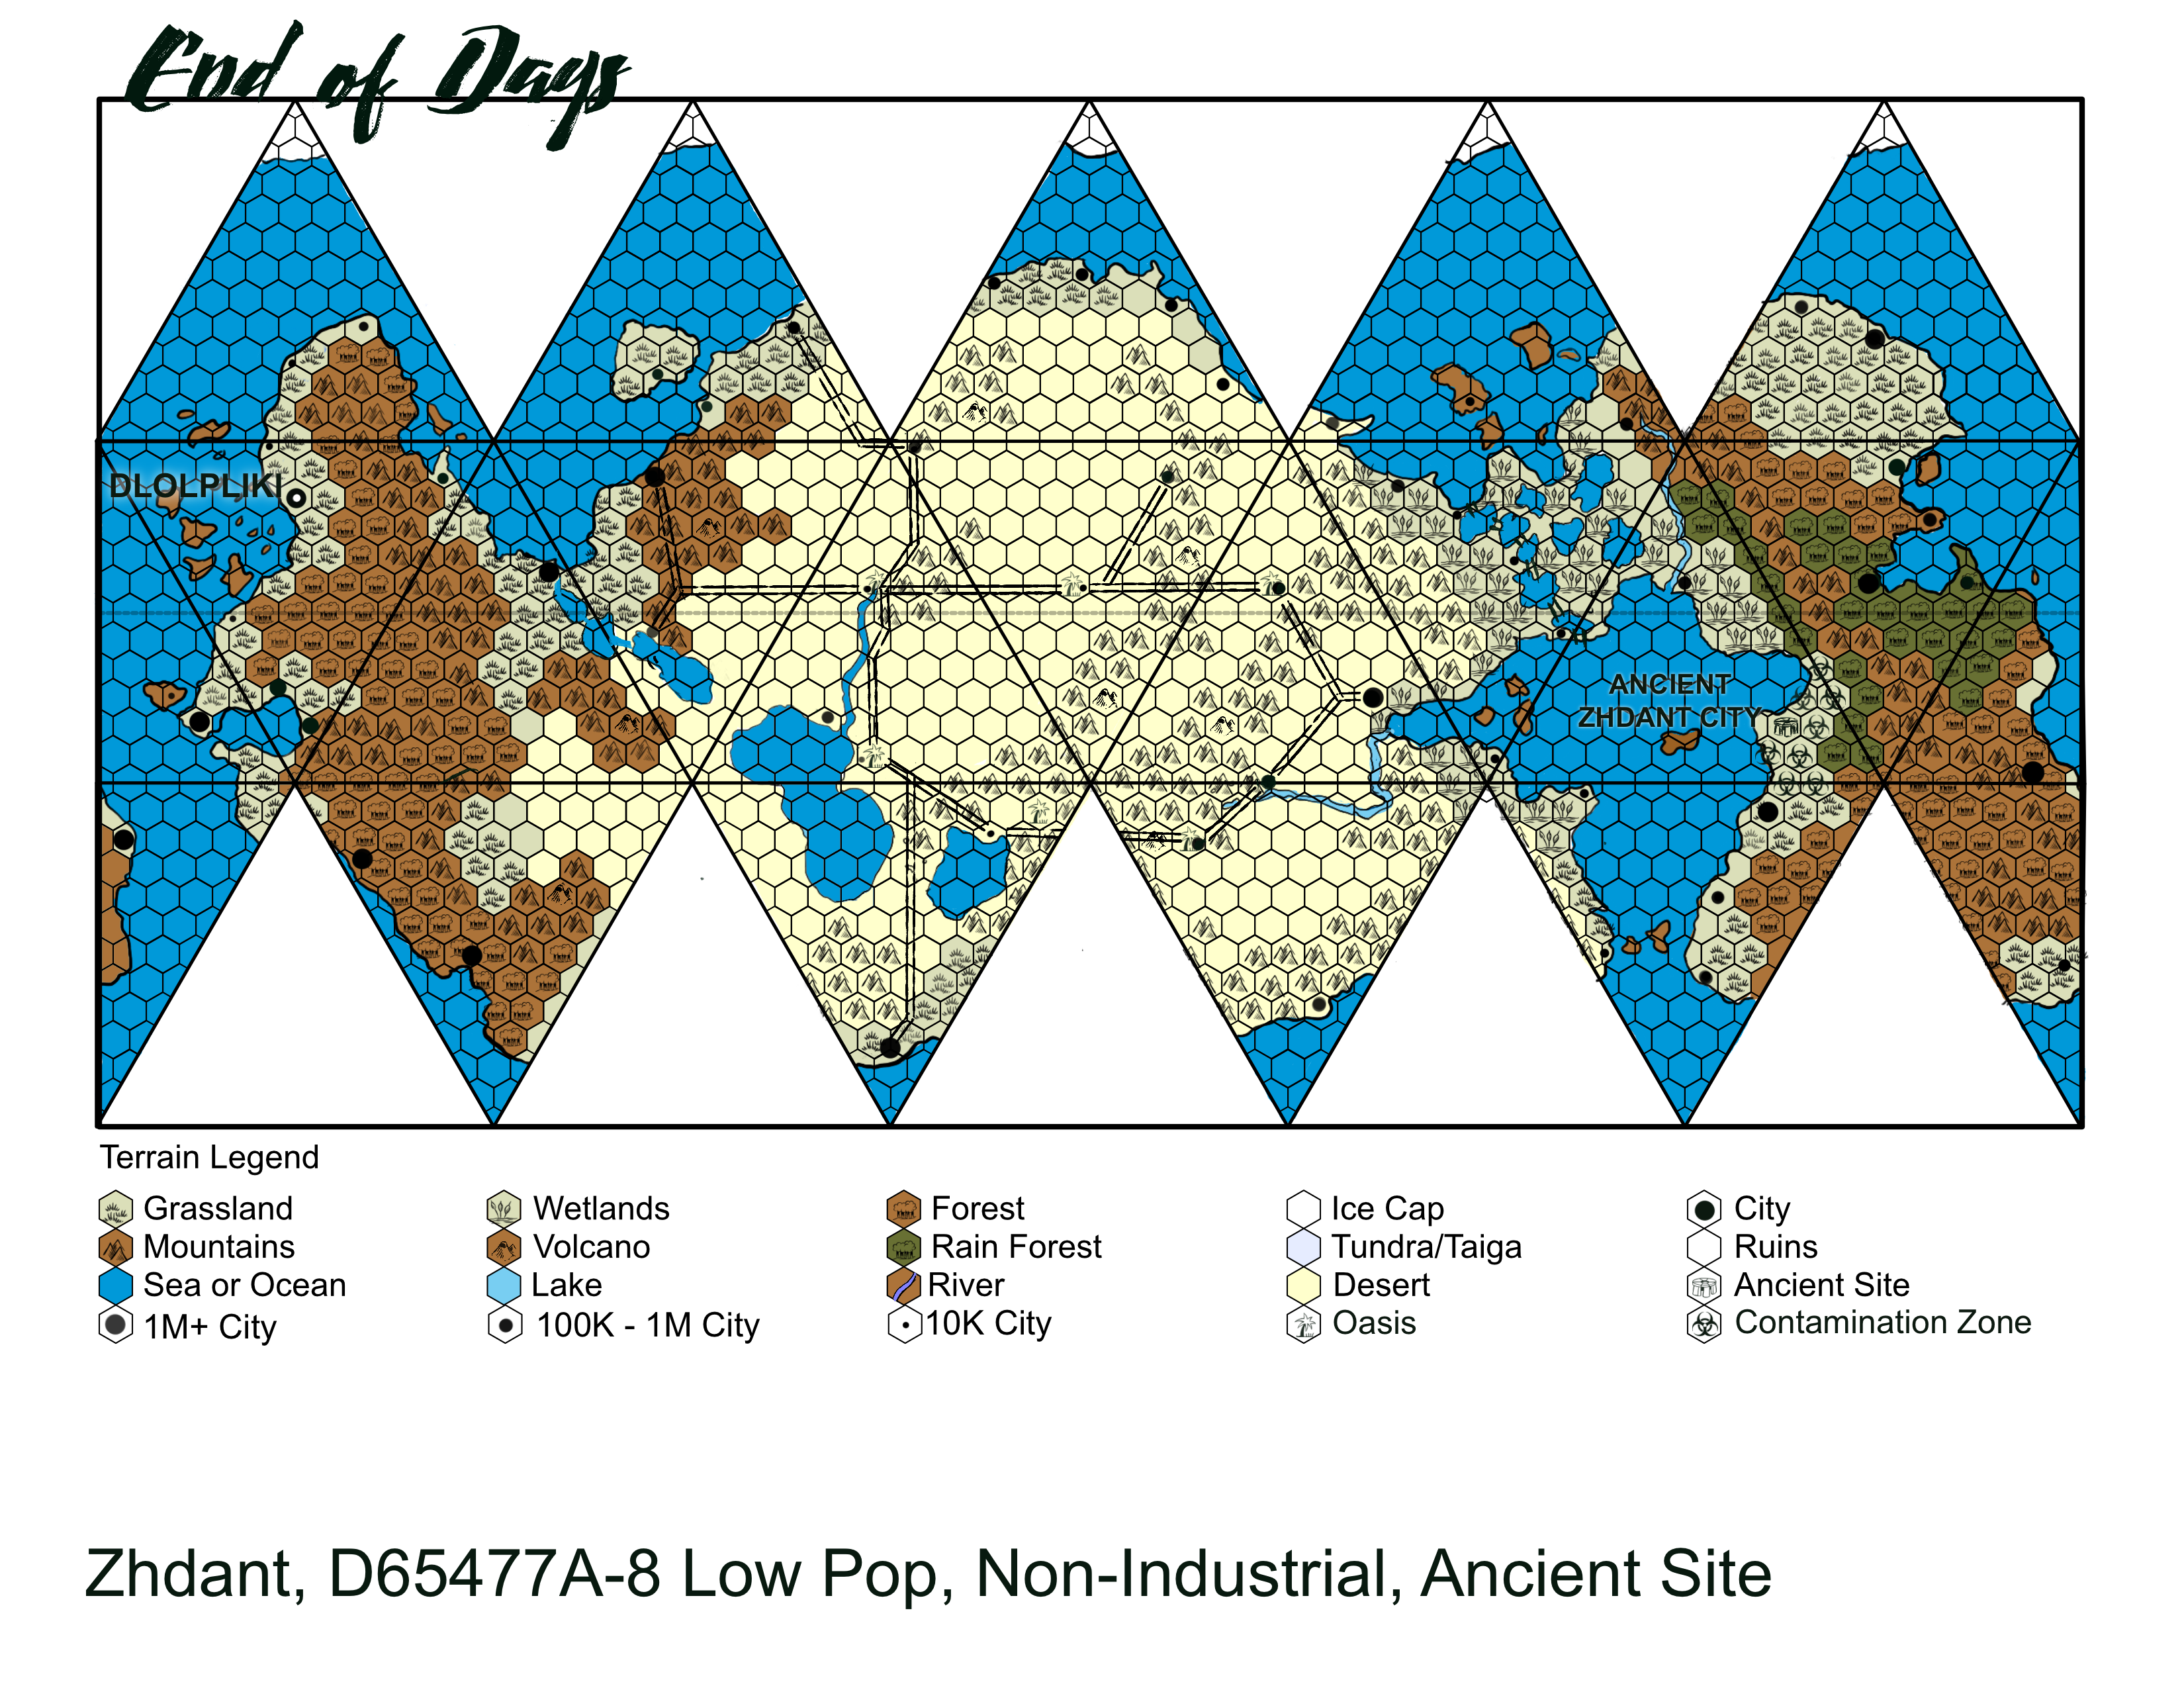 End of Days
DLOLPLIKI
ANCIENT
ZHDANT CITY
Terrain Legend
Grassland
Wetlands
Forest
Ice Cap
City
Mountains
Volcano
Rain Forest
Tundra/Taiga
Ruins
Sea or Ocean
Lake
River
Desert
Ancient Site
1M+ City
100K - 1M City
10K City
Oasis
Contamination Zone
Zhdant, D65477A-8 Low Pop, Non-Industrial, Ancient Site